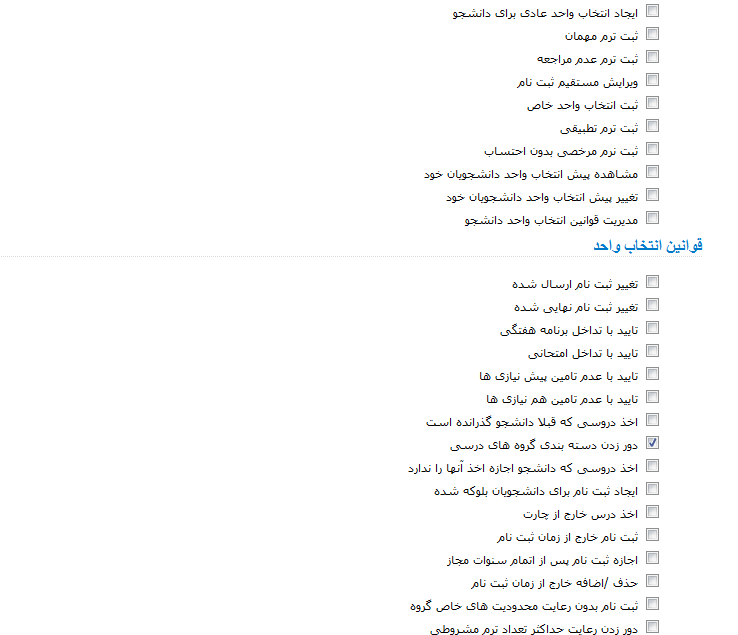 ایجاد انتخاب واحد عادی برای دانشجو
ثبت ترم مهمان
ثبت ترم عدم مراجعه
ویرایش مستقیم ثبت نام
ثبت انتخاب واحد خاص
ثبت ترم تطبیقی
ثبت ترم مرخصی بدون احتساب
مشاهده پیش انتخاب واحد دانشجویان خود
تغییر پیش انتخاب واحد دانشجویان خود
مدیریت قوانین انتخاب واحد دانشجو
قوانین انتخاب واحد
تغییر ثبت نام ارسال شده
تغییر ثبت نام نهایی شده
تایید با تداخل برنامه هفتگی
تایید با تداخل امتحانی
تایید با عدم تامین پیش نیازی ها
تایید با عدم تامین هم نیازی ها
اخذ دروسی که قبلا دانشجو گذرانده است
دور زدن دسته بندی گروه های درسی
اخذ دروسی که دانشجو اجازه اخذ آنها را ندارد
ایجاد ثبت نام برای دانشجویان بلوکه شده
اخذ درس خارج از چارت
ثبت نام خارج از زمان ثبت نام
اجازه ثبت نام پس از اتمام سنوات مجاز
حذف /اضافه خارج از زمان ثبت نام
ثبت نام بدون رعایت محدودیت های خاص گروه
دور زدن رعایت حداکثر تعداد ترم مشروطی